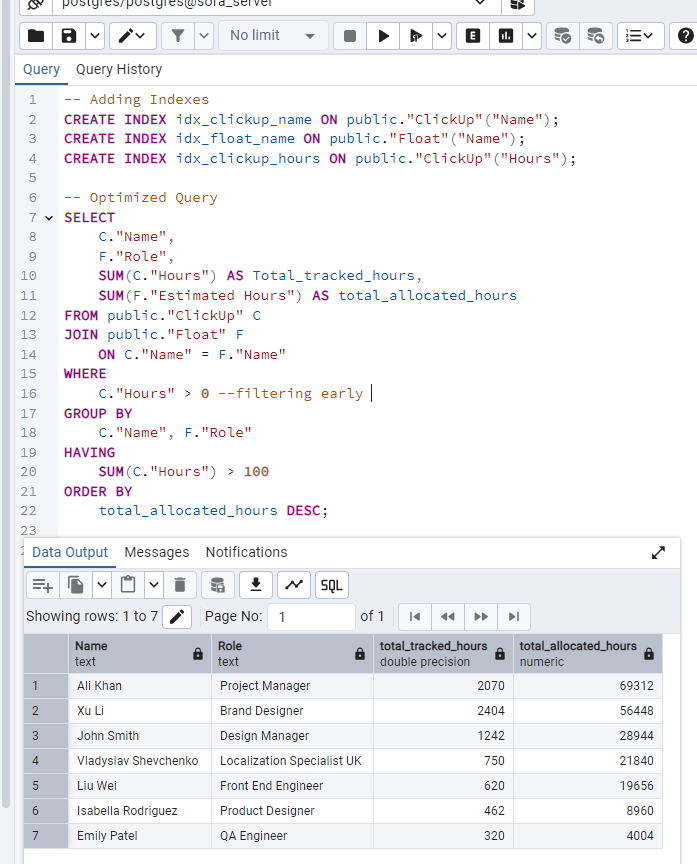 postgres/postgres@sora_server
No limit
E
Query Query History
1 -- Adding Indexes
2 CREATE INDEX idx_clickup_name ON public."ClickUp"("Name");
3 CREATE INDEX idx_float_name ON public."Float"("Name");
4 CREATE INDEX idx_clickup_hours ON public."ClickUp"("Hours");
5
6 -- Optimized Query
7 SELECT
8 C."Name",
9 F."Role",
10 SUM(C."Hours") AS Total_tracked_hours,
11 SUM(F."Estimated Hours") AS total_allocated_hours
12 FROM public."ClickUp" C
13 JOIN public."Float" F
14 ON C."Name" = F."Name"
15 WHERE
16 C."Hours" > 0 --filtering early
17 GROUP BY
18 C."Name", F."Role"
19 HAVING
20 SUM(C."Hours") > 100
21 ORDER BY
22 total_allocated_hours DESC;
23
Data Output Messages Notifications
SQL
Showing rows: 1 to 7 Page No: 1 of 1
Name Role total_tracked_hours total_allocated_hours
text text double precision numeric
1 Ali Khan Project Manager 2070 69312
2 Xu Li Brand Designer 2404 56448
3 John Smith Design Manager 1242 28944
4 Vladyslav Shevchenko Localization Specialist UK 750 21840
5 Liu Wei Front End Engineer 620 19656
6 Isabella Rodriguez Product Designer 462 8960
7 Emily Patel QA Engineer 320 4004